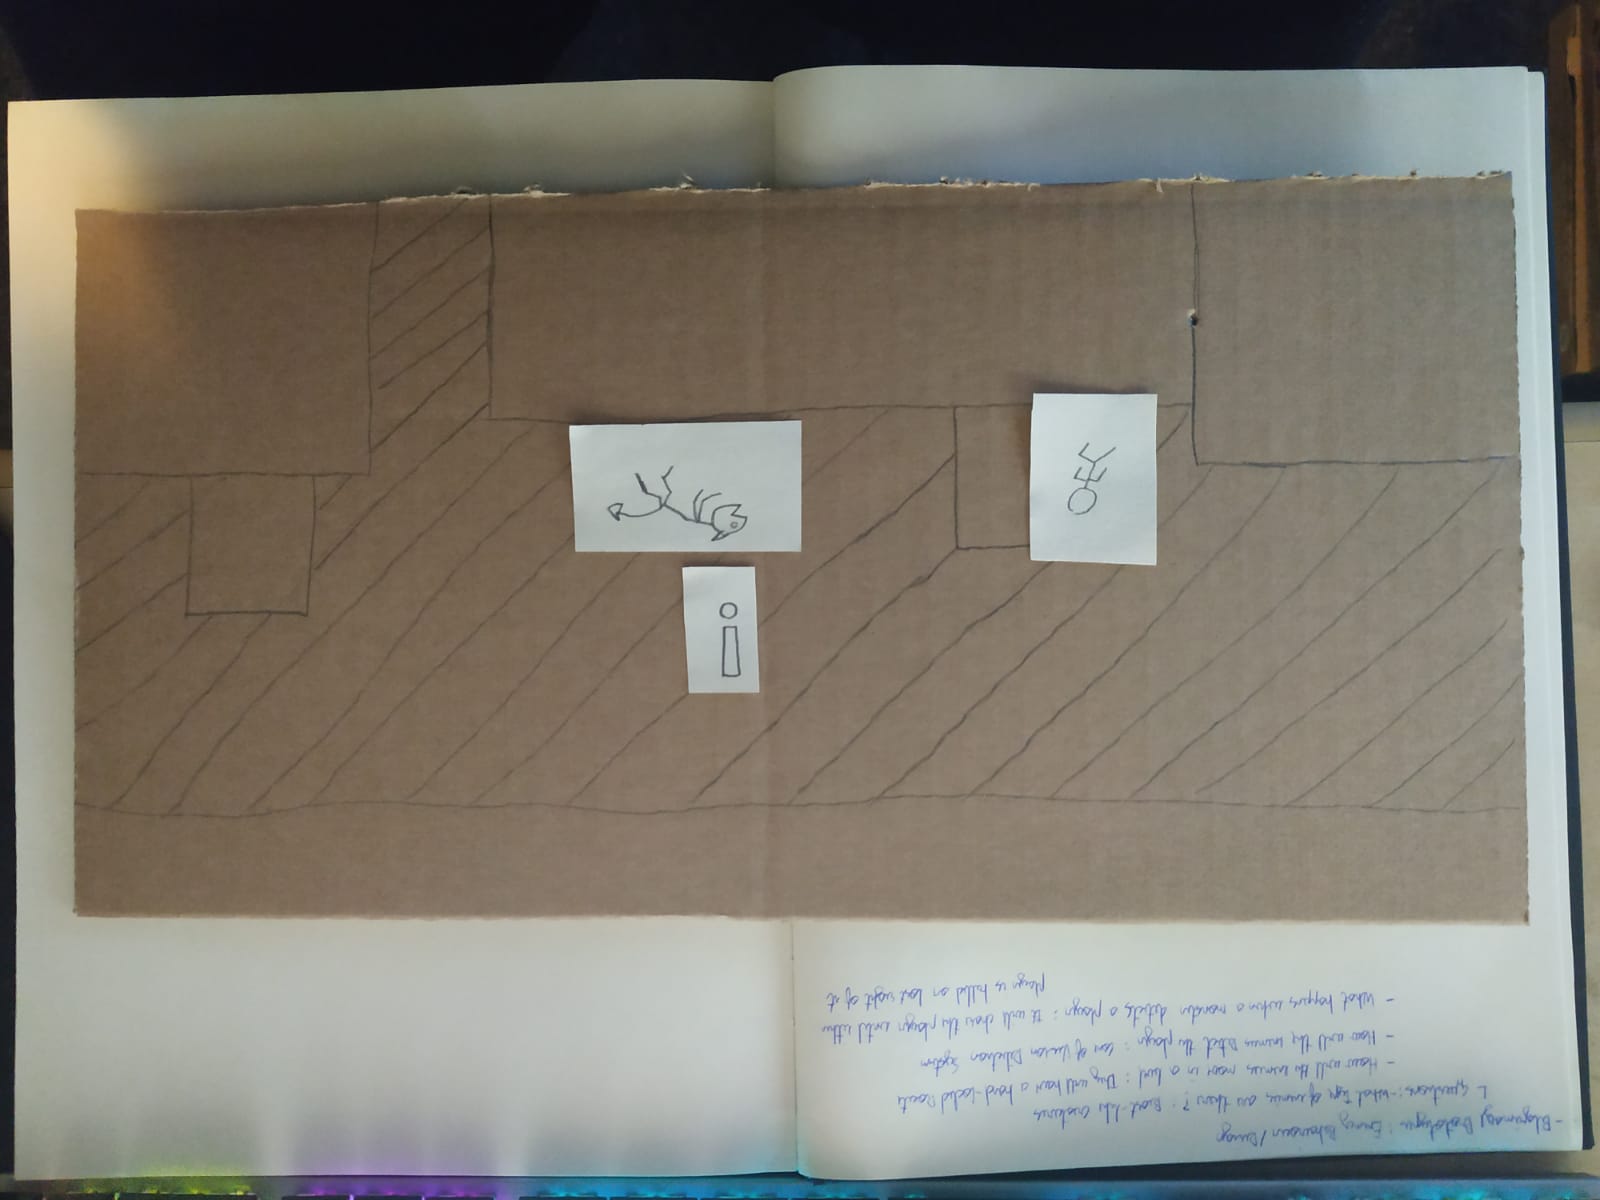 - Pilgrimage Prototype : Enemy Behaviour / Design
L Questions : - What type of enemies are there? : Beast-like creatures
- How will the enemies move in a level : They will have a hard-coded Route
- How will the enemies Detect the player : Cone of Vision Detection System
- What happens when a monster detects a player : It will chase the player until either
player is killed or lost sight of it
!